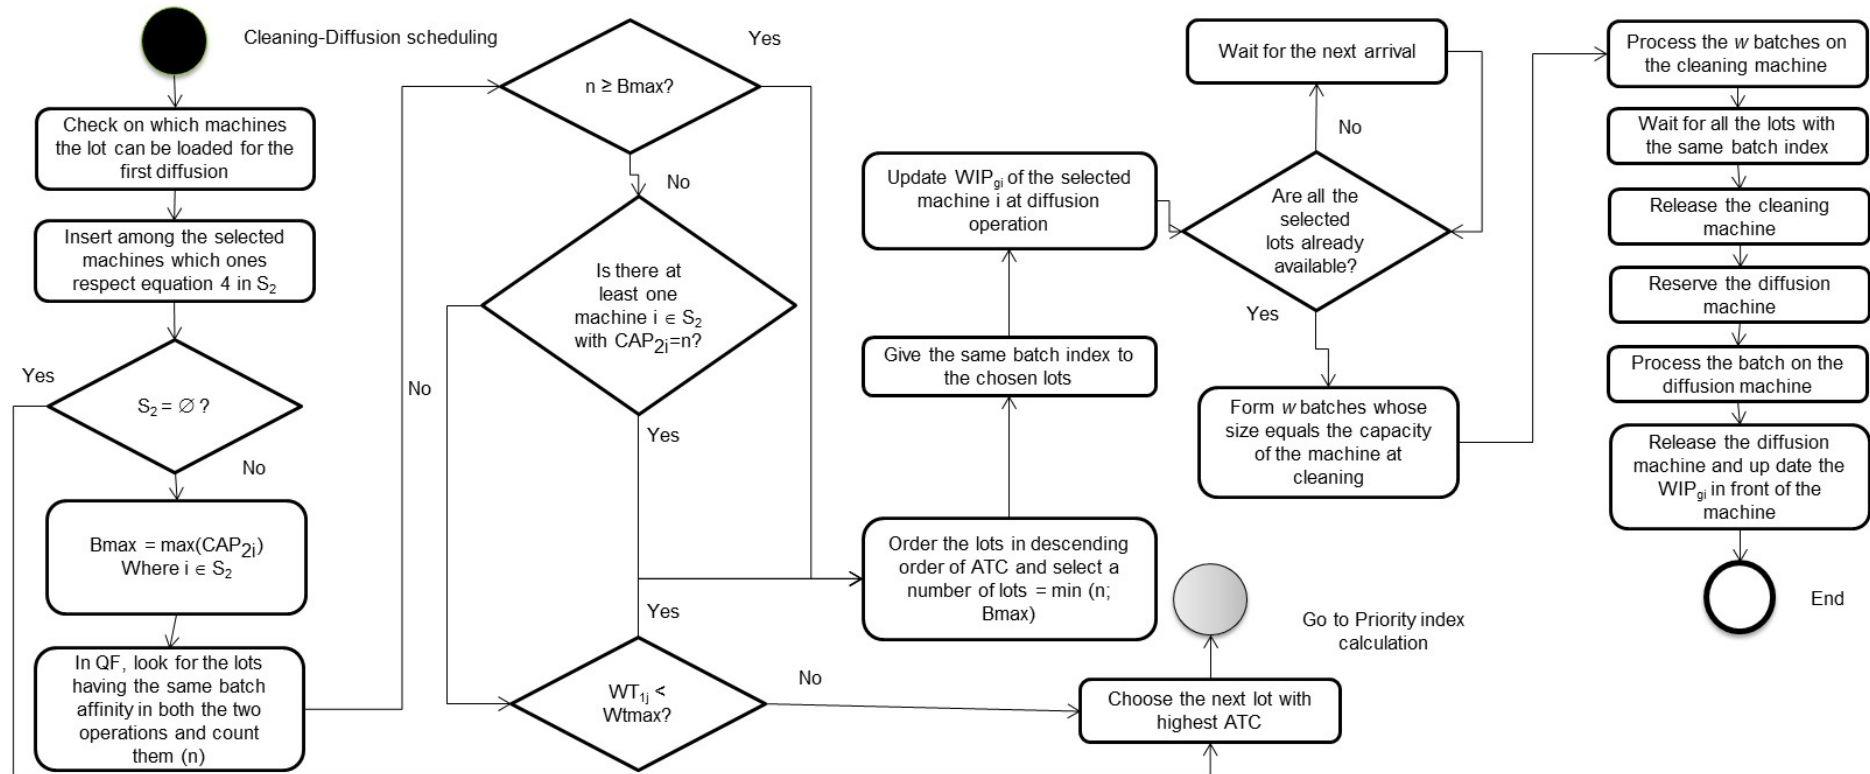 Cleaning-Diffusion scheduling
Check on which machines
the lot can be loaded for the
first diffusion
Insert among the selected
machines which ones
respect equation 4 in S₂
Yes
S₂ = ∅ ?
No
Bmax = max(CAP₂ᵢ)
Where i ∈ S₂
In QF, look for the lots
having the same batch
affinity in both the two
operations and count
them (n)
n ≥ Bmax?
Yes
No
Is there at
least one
machine i ∈ S₂
with CAP₂ᵢ=n?
No
Yes
Yes
WT₁ⱼ <
Wtmax?
No
Order the lots in descending
order of ATC and select a
number of lots = min (n;
Bmax)
Give the same batch index to
the chosen lots
Update WIPgi of the selected
machine i at diffusion
operation
Wait for the next arrival
No
Are all the
selected
lots already
available?
Yes
Form w batches whose
size equals the capacity
of the machine at
cleaning
Go to Priority index
calculation
Choose the next lot with
highest ATC
Process the w batches on
the cleaning machine
Wait for all the lots with
the same batch index
Release the cleaning
machine
Reserve the diffusion
machine
Process the batch on the
diffusion machine
Release the diffusion
machine and up date the
WIPgi in front of the
machine
End